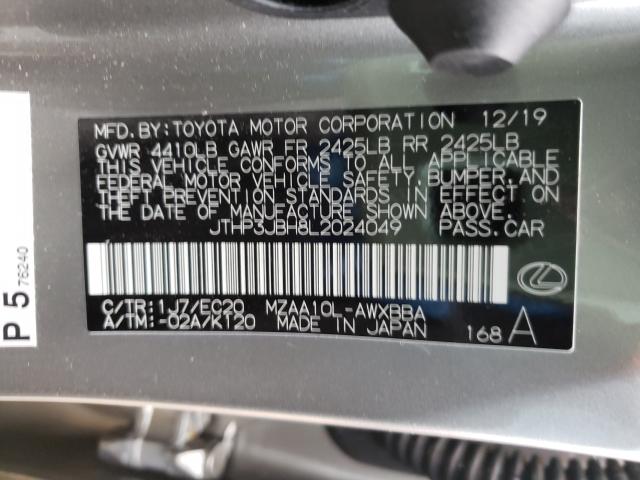 MFD. BY: TOYOTA MOTOR CORPORATION 12/19
GVWR 4410LB GAWR FR 2425LB RR 2425LB
THIS VEHICLE CONFORMS TO ALL APPLICABLE
FEDERAL MOTOR VEHICLE SAFETY, BUMPER, AND
THEFT PREVENTION STANDARDS IN EFFECT ON
THE DATE OF MANUFACTURE SHOWN ABOVE.
JTHP3JBH8L2024049 PASS.CAR
C/TR: 1J7/EC20 MZAA10L-AWXBBA
A/TM: -02A/K120 MADE IN JAPAN 168 A
P 5 76240